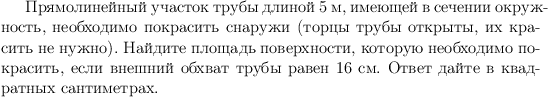 Прямолинейный участок трубы длиной 5 м, имеющей в сечении окруж-
ность, необходимо покрасить снаружи (торцы трубы открыты, их кра-
сить не нужно). Найдите площадь поверхности, которую необходимо по-
красить, если внешний обхват трубы равен 16 см. Ответ дайте в квад-
ратных сантиметрах.